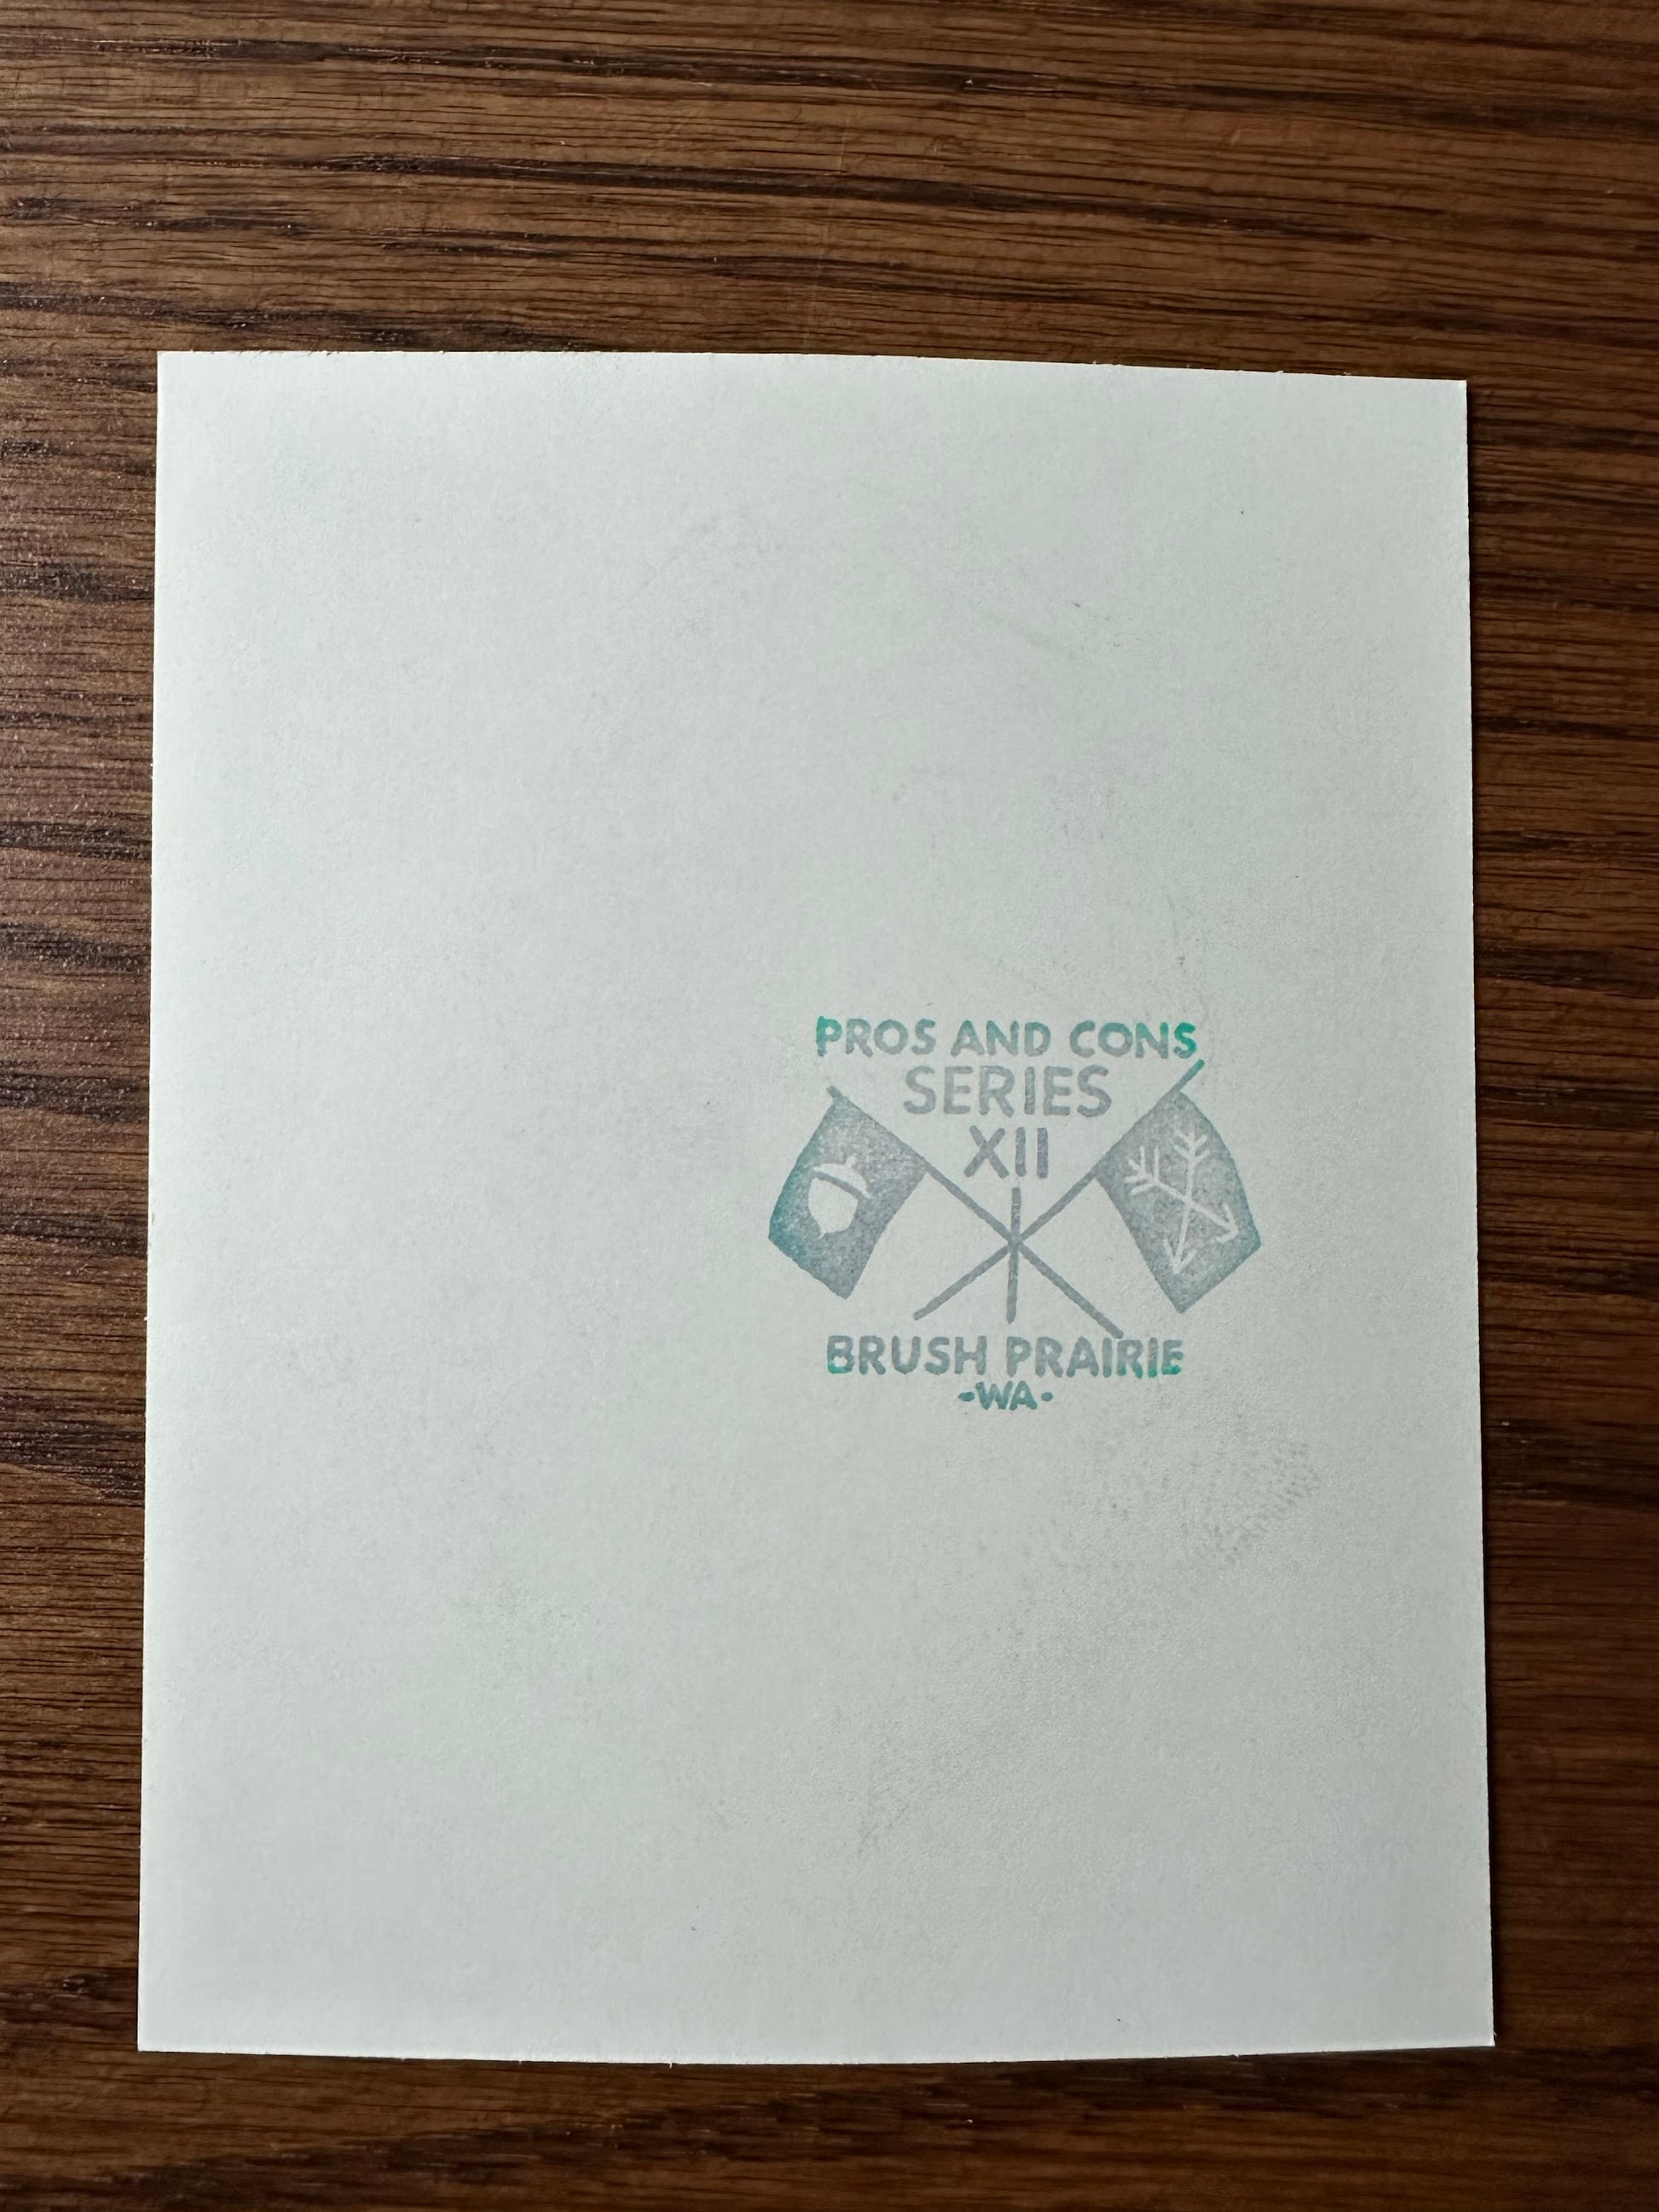 PROS AND CONS
SERIES
XII
BRUSH PRAIRIE
-WA-